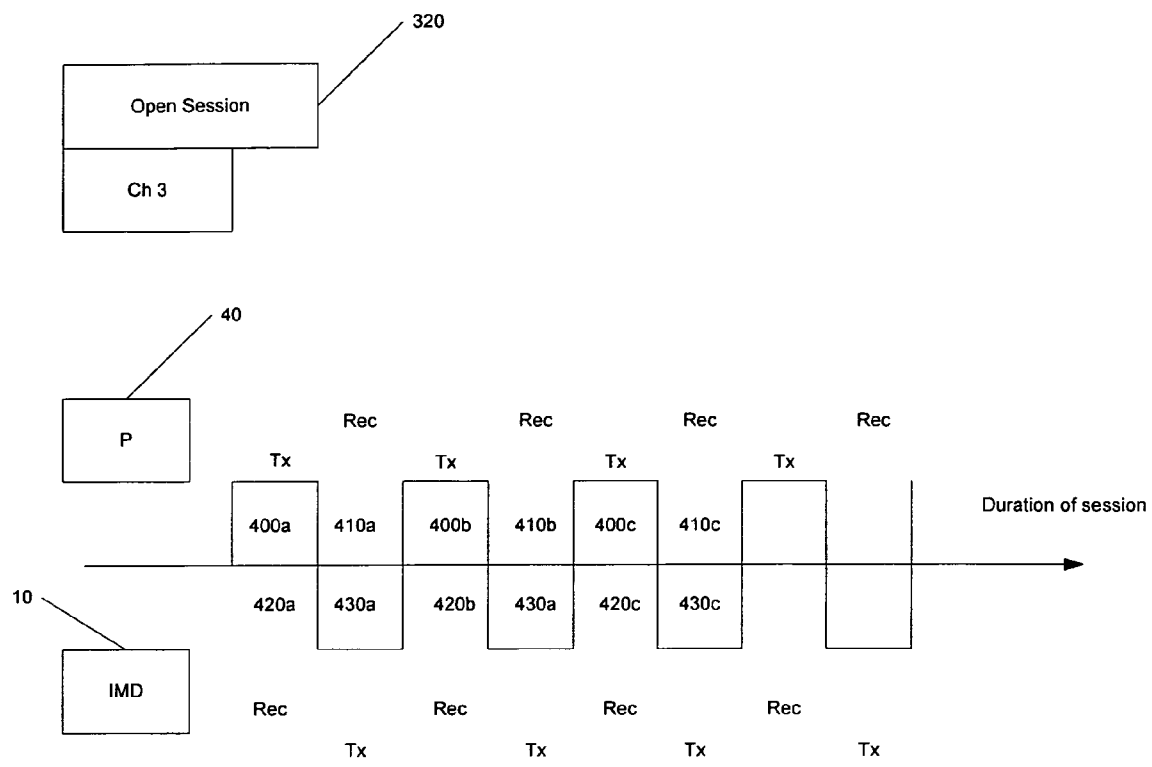 320
Open Session
Ch 3
40
P
Rec Rec Rec Rec
Tx Tx Tx Tx
Duration of session
400a 410a 400b 410b 400c 410c
10
420a 430a 420b 430a 420c 430c
IMD
Rec Rec Rec Rec
Tx Tx Tx Tx